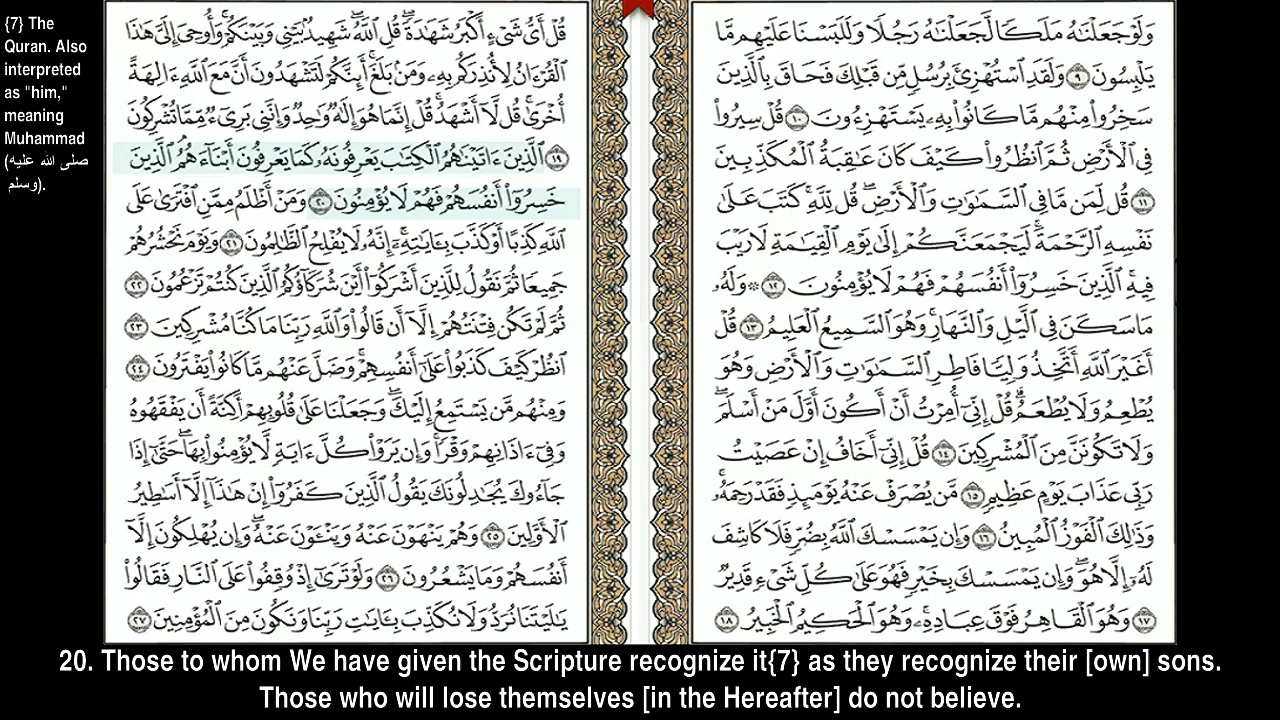 {7} The
Quran. Also
interpreted
as "him,"
meaning
Muhammad
(صلى الله عليه
وسلم).
وَلَوْ جَعَلْنَٰهُ مَلَكًا لَّجَعَلْنَٰهُ رَجُلًا وَلَلَبَسْنَا عَلَيْهِم مَّا
يَلْبِسُونَ ٩ وَلَقَدِ ٱسْتُهْزِئَ بِرُسُلٍ مِّن قَبْلِكَ فَحَاقَ بِٱلَّذِينَ
سَخِرُوا۟ مِنْهُم مَّا كَانُوا۟ بِهِۦ يَسْتَهْزِءُونَ ١٠ قُلْ سِيرُوا۟
فِى ٱلْأَرْضِ ثُمَّ ٱنظُرُوا۟ كَيْفَ كَانَ عَٰقِبَةُ ٱلْمُكَذِّبِينَ
١١ قُل لِّمَن مَّا فِى ٱلسَّمَٰوَٰتِ وَٱلْأَرْضِ ۖ قُل لِّلَّهِ ۚ كَتَبَ عَلَىٰ
نَفْسِهِ ٱلرَّحْمَةَ ۚ لَيَجْمَعَنَّكُمْ إِلَىٰ يَوْمِ ٱلْقِيَٰمَةِ لَا رَيْبَ
فِيهِ ۚ ٱلَّذِينَ خَسِرُوٓا۟ أَنفُسَهُمْ فَهُمْ لَا يُؤْمِنُونَ ١٢ ۞ وَلَهُۥ
مَا سَكَنَ فِى ٱلَّيْلِ وَٱلنَّهَارِ ۚ وَهُوَ ٱلسَّمِيعُ ٱلْعَلِيمُ ١٣ قُلْ
أَغَيْرَ ٱللَّهِ أَتَّخِذُ وَلِيًّا فَاطِرِ ٱلسَّمَٰوَٰتِ وَٱلْأَرْضِ وَهُوَ
يُطْعِمُ وَلَا يُطْعَمُ ۗ قُلْ إِنِّىٓ أُمِرْتُ أَنْ أَكُونَ أَوَّلَ مَنْ أَسْلَمَ ۖ
وَلَا تَكُونَنَّ مِنَ ٱلْمُشْرِكِينَ ١٤ قُلْ إِنِّىٓ أَخَافُ إِنْ عَصَيْتُ
رَبِّى عَذَابَ يَوْمٍ عَظِيمٍ ١٥ مَّن يُصْرَفْ عَنْهُ يَوْمَئِذٍ فَقَدْ رَحِمَهُۥ ۚ
وَذَٰلِكَ ٱلْفَوْزُ ٱلْمُبِينُ ١٦ وَإِن يَمْسَسْكَ ٱللَّهُ بِضُرٍّ فَلَا كَاشِفَ
لَهُۥٓ إِلَّا هُوَ ۖ وَإِن يَمْسَسْكَ بِخَيْرٍ فَهُوَ عَلَىٰ كُلِّ شَىْءٍ قَدِيرٌ
١٧ وَهُوَ ٱلْقَاهِرُ فَوْقَ عِبَادِهِۦ ۚ وَهُوَ ٱلْحَكِيمُ ٱلْخَبِيرُ ١٨
قُلْ أَىُّ شَىْءٍ أَكْبَرُ شَهَٰدَةً ۖ قُلِ ٱللَّهُ ۖ شَهِيدٌۢ بَيْنِى وَبَيْنَكُمْ ۚ وَأُوحِىَ إِلَىَّ هَٰذَا
ٱلْقُرْءَانُ لِأُنذِرَكُم بِهِۦ وَمَنۢ بَلَغَ ۚ أَئِنَّكُمْ لَتَشْهَدُونَ أَنَّ مَعَ ٱللَّهِ ءَالِهَةً
أُخْرَىٰ ۚ قُل لَّآ أَشْهَدُ ۚ قُلْ إِنَّمَا هُوَ إِلَٰهٌ وَٰحِدٌ وَإِنَّنِى بَرِىٓءٌ مِّمَّا تُشْرِكُونَ
١٩ ٱلَّذِينَ ءَاتَيْنَٰهُمُ ٱلْكِتَٰبَ يَعْرِفُونَهُۥ كَمَا يَعْرِفُونَ أَبْنَآءَهُمُ ۘ ٱلَّذِينَ
خَسِرُوٓا۟ أَنفُسَهُمْ فَهُمْ لَا يُؤْمِنُونَ ٢٠ وَمَنْ أَظْلَمُ مِمَّنِ ٱفْتَرَىٰ عَلَى
ٱللَّهِ كَذِبًا أَوْ كَذَّبَ بِـَٔايَٰتِهِۦٓ ۗ إِنَّهُۥ لَا يُفْلِحُ ٱلظَّٰلِمُونَ ٢١ وَيَوْمَ نَحْشُرُهُمْ
جَمِيعًا ثُمَّ نَقُولُ لِلَّذِينَ أَشْرَكُوٓا۟ أَيْنَ شُرَكَآؤُكُمُ ٱلَّذِينَ كُنتُمْ تَزْعُمُونَ ٢٢
ثُمَّ لَمْ تَكُن فِتْنَتُهُمْ إِلَّآ أَن قَالُوا۟ وَٱللَّهِ رَبِّنَا مَا كُنَّا مُشْرِكِينَ ٢٣
ٱنظُرْ كَيْفَ كَذَبُوا۟ عَلَىٰٓ أَنفُسِهِمْ ۚ وَضَلَّ عَنْهُم مَّا كَانُوا۟ يَفْتَرُونَ ٢٤
وَمِنْهُم مَّن يَسْتَمِعُ إِلَيْكَ ۖ وَجَعَلْنَا عَلَىٰ قُلُوبِهِمْ أَكِنَّةً أَن يَفْقَهُوهُ
وَفِىٓ ءَاذَانِهِمْ وَقْرًا ۚ وَإِن يَرَوْا۟ كُلَّ ءَايَةٍ لَّا يُؤْمِنُوا۟ بِهَا ۚ حَتَّىٰٓ إِذَا
جَآءُوكَ يُجَٰدِلُونَكَ يَقُولُ ٱلَّذِينَ كَفَرُوٓا۟ إِنْ هَٰذَآ إِلَّآ أَسَٰطِيرُ
ٱلْأَوَّلِينَ ٢٥ وَهُمْ يَنْهَوْنَ عَنْهُ وَيَنْـَٔوْنَ عَنْهُ ۖ وَإِن يُهْلِكُونَ إِلَّآ
أَنفُسَهُمْ وَمَا يَشْعُرُونَ ٢٦ وَلَوْ تَرَىٰٓ إِذْ وُقِفُوا۟ عَلَى ٱلنَّارِ فَقَالُوا۟
يَٰلَيْتَنَا نُرَدُّ وَلَا نُكَذِّبَ بِـَٔايَٰتِ رَبِّنَا وَنَكُونَ مِنَ ٱلْمُؤْمِنِينَ ٢٧
20. Those to whom We have given the Scripture recognize it{7} as they recognize their [own] sons.
Those who will lose themselves [in the Hereafter] do not believe.